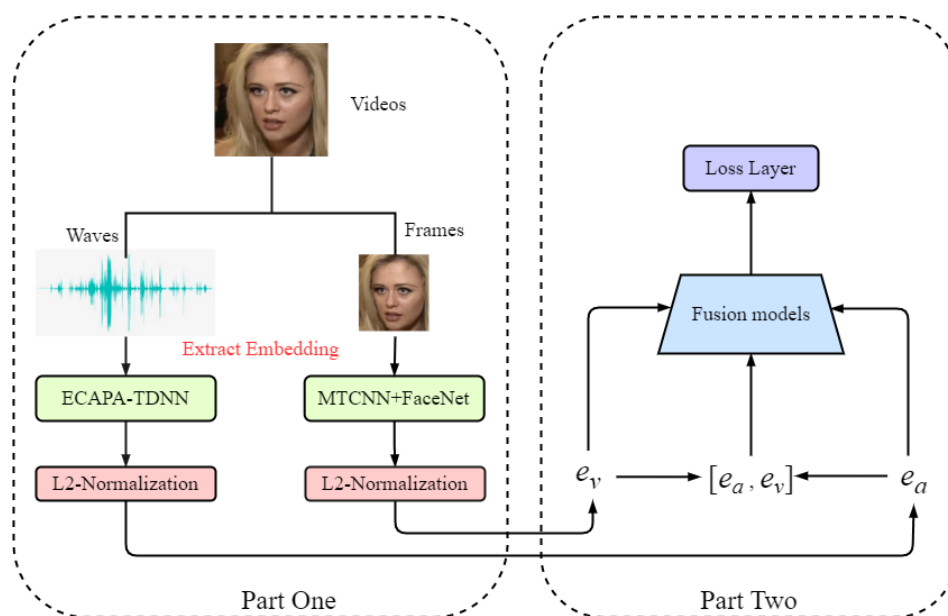 Videos
Waves
Frames
Extract Embedding
ECAPA-TDNN
MTCNN+FaceNet
L2-Normalization
L2-Normalization
Part One
Loss Layer
Fusion models
e_v
[e_a, e_v]
e_a
Part Two